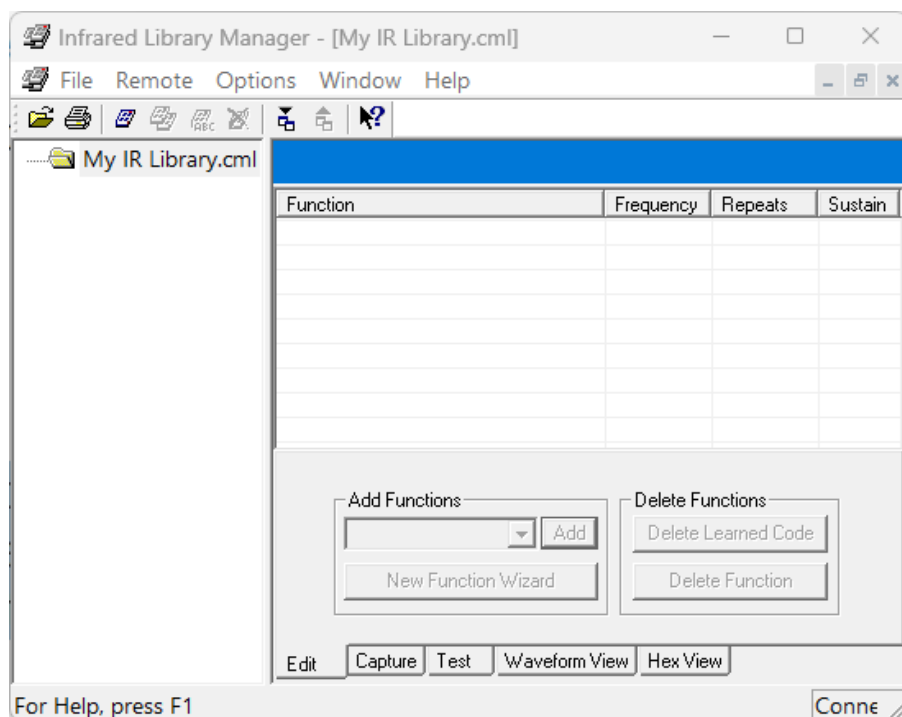 Infrared Library Manager - [My IR Library.cml]
File Remote Options Window Help
ABC
My IR Library.cml
Function Frequency Repeats Sustain
Add Functions Delete Functions
Add Delete Learned Code
New Function Wizard Delete Function
Edit Capture Test Waveform View Hex View
For Help, press F1 Conne